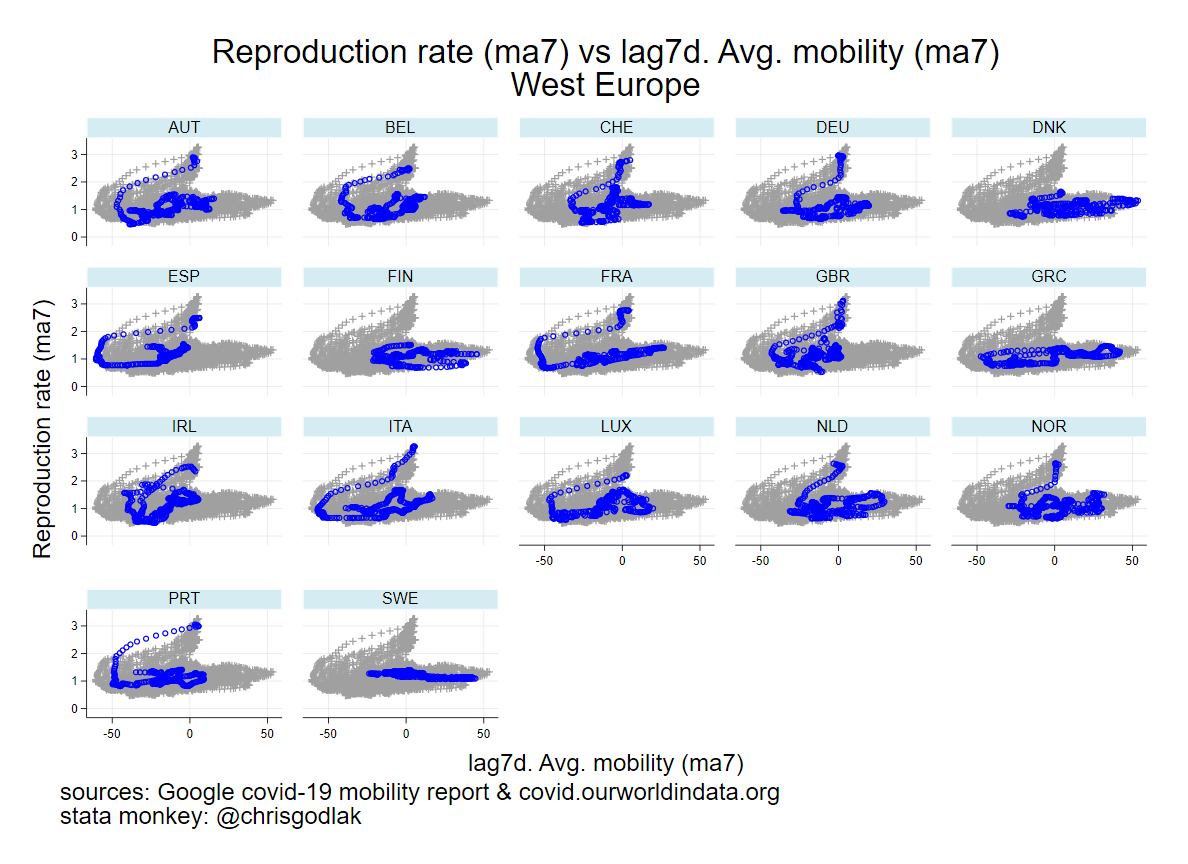 Reproduction rate (ma7) vs lag7d. Avg. mobility (ma7)
West Europe
AUT BEL CHE DEU DNK
3
2
1
0
ESP FIN FRA GBR GRC
3
2
1
0
IRL ITA LUX NLD NOR
3
2
1
0
-50 0 50 -50 0 50 -50 0 50
PRT SWE
3
2
1
0
-50 0 50 -50 0 50
Reproduction rate (ma7)
lag7d. Avg. mobility (ma7)
sources: Google covid-19 mobility report & covid.ourworldindata.org
stata monkey: @chrisgodlak